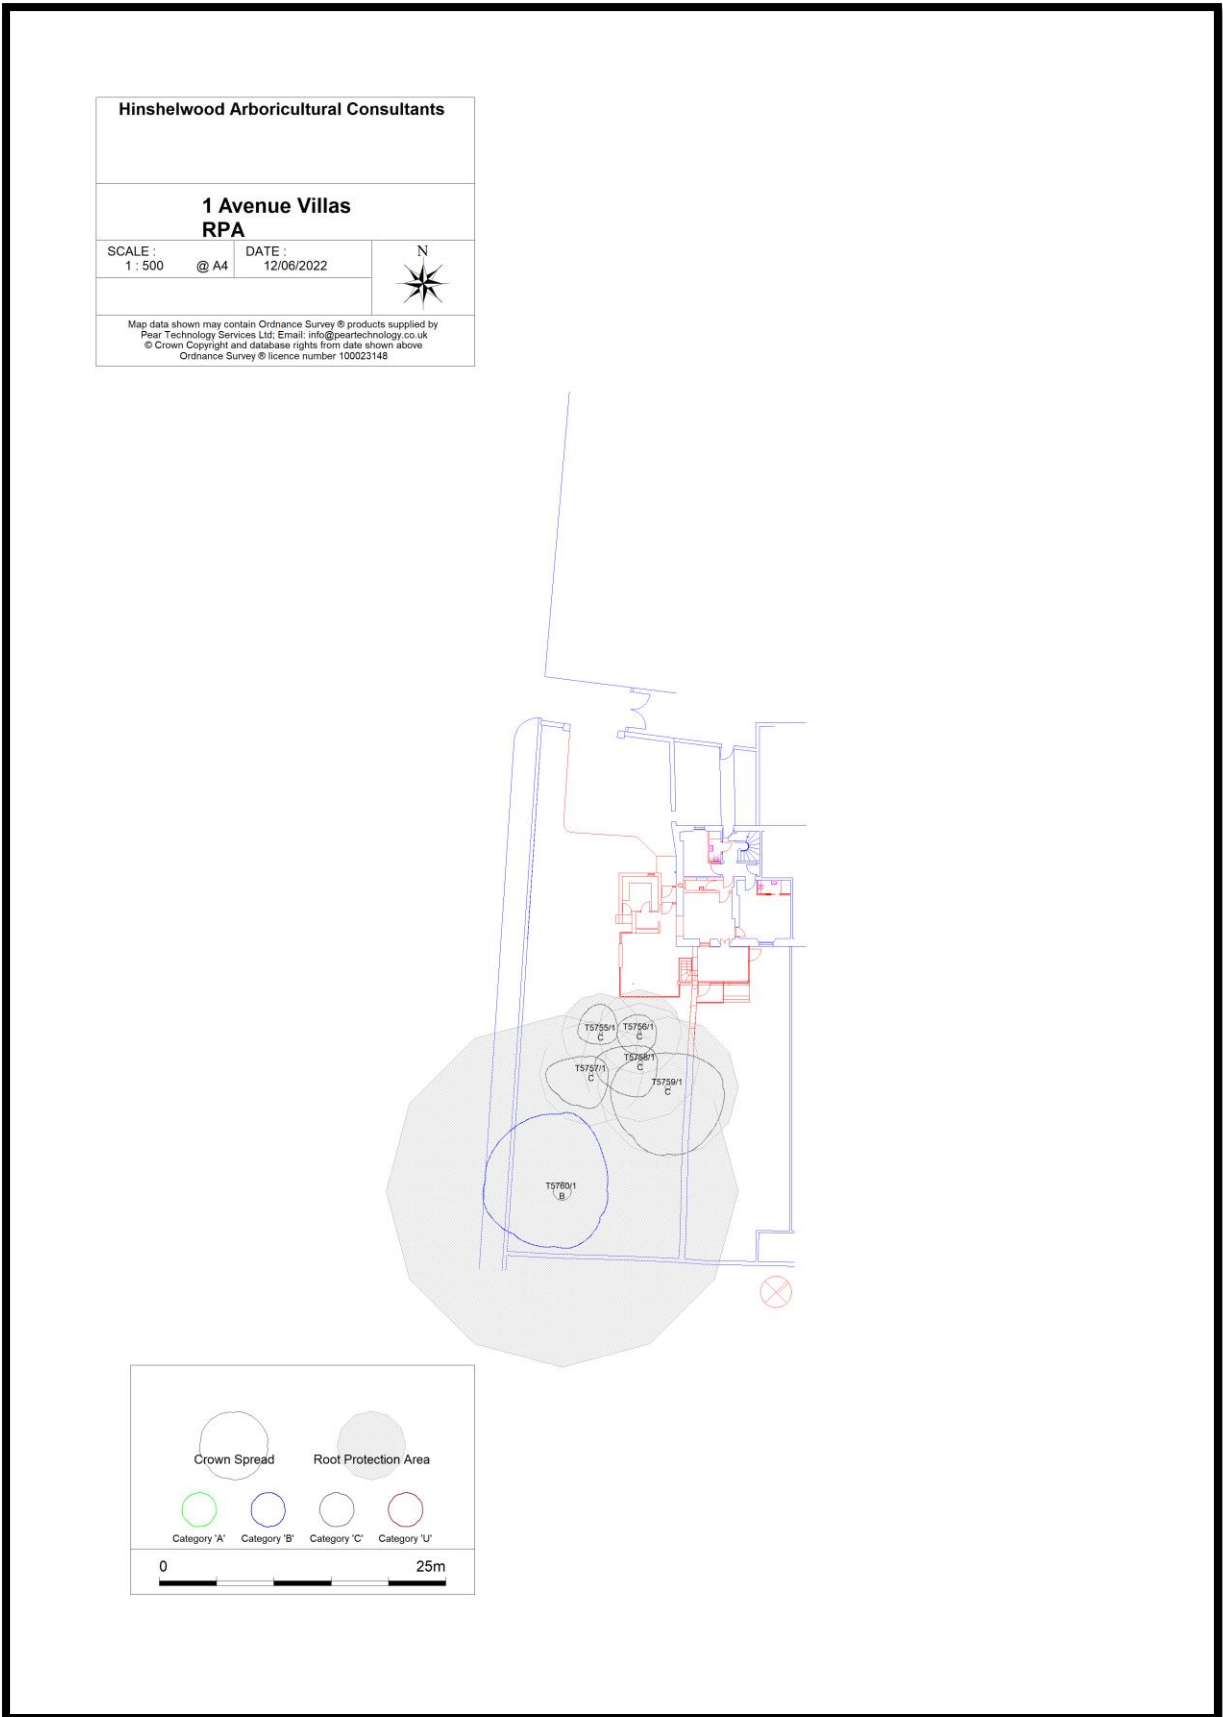 Hinshelwood Arboricultural Consultants
1 Avenue Villas
RPA
SCALE :
1 : 500 @ A4
DATE :
12/06/2022
N
Map data shown may contain Ordnance Survey ® products supplied by
Pear Technology Services Ltd; Email: info@peartechnology.co.uk
© Crown Copyright and database rights from date shown above
Ordnance Survey ® licence number 100023148
T5755/1
C
T5756/1
C
T5758/1
C
T5757/1
C
T5759/1
C
T5760/1
B
Crown Spread
Root Protection Area
Category 'A'
Category 'B'
Category 'C'
Category 'U'
0
25m